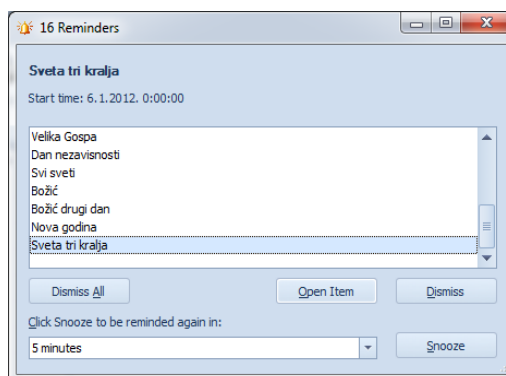 16 Reminders
Sveta tri kralja
Start time: 6.1.2012. 0:00:00
Velika Gospa
Dan nezavisnosti
Svi sveti
Božić
Božić drugi dan
Nova godina
Sveta tri kralja
Dismiss All Open Item Dismiss
Click Snooze to be reminded again in:
5 minutes Snooze